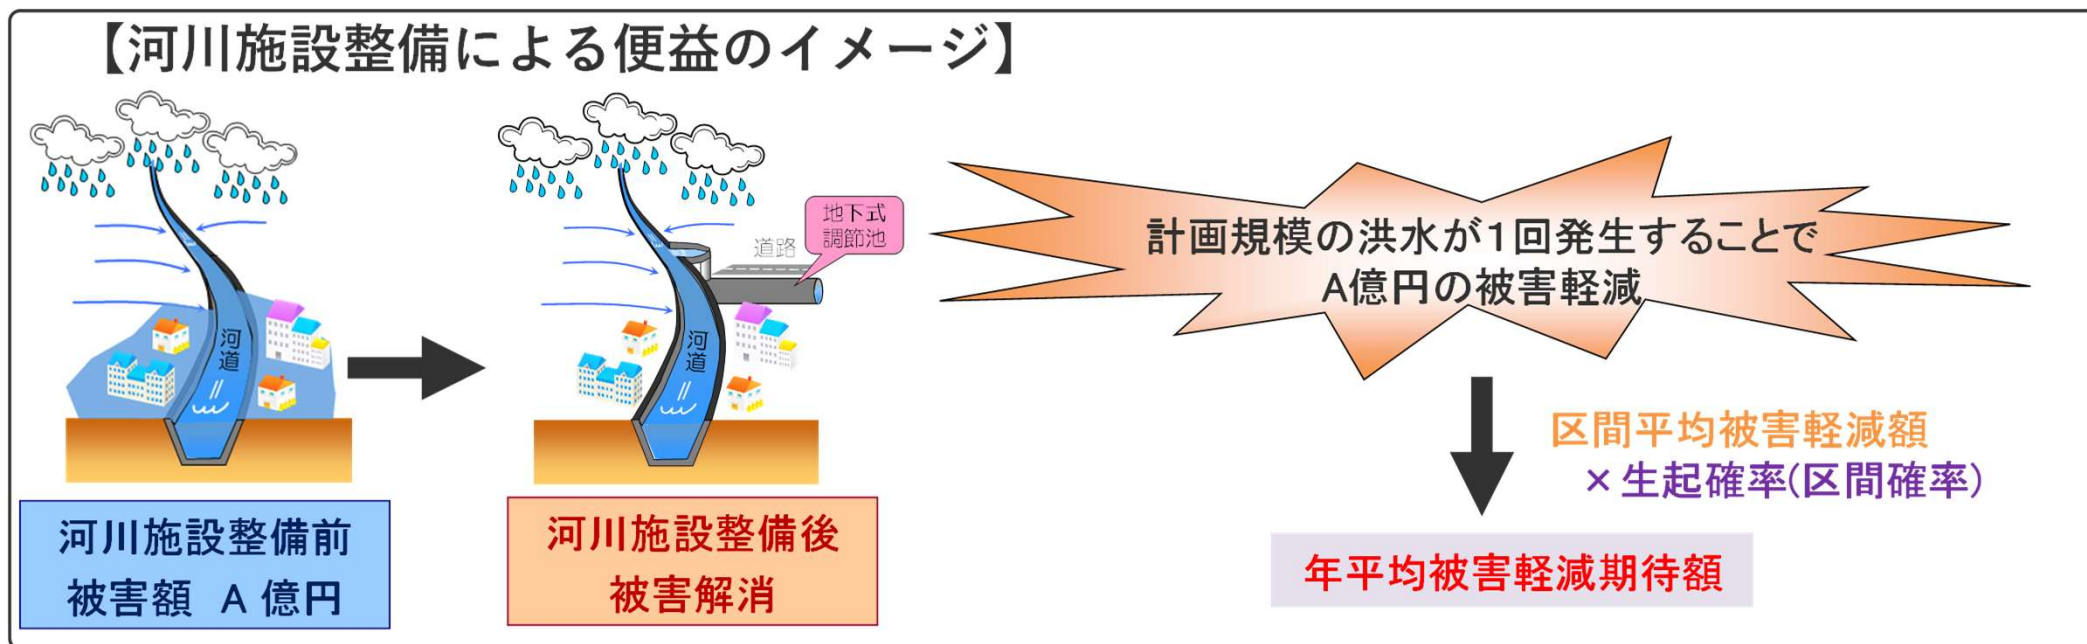 【河川施設整備による便益のイメージ】
河道
河川施設整備前
被害額 A 億円
地下式
調節池
道路
河道
河川施設整備後
被害解消
計画規模の洪水が1回発生することで
A億円の被害軽減
区間平均被害軽減額
×生起確率(区間確率)
年平均被害軽減期待額